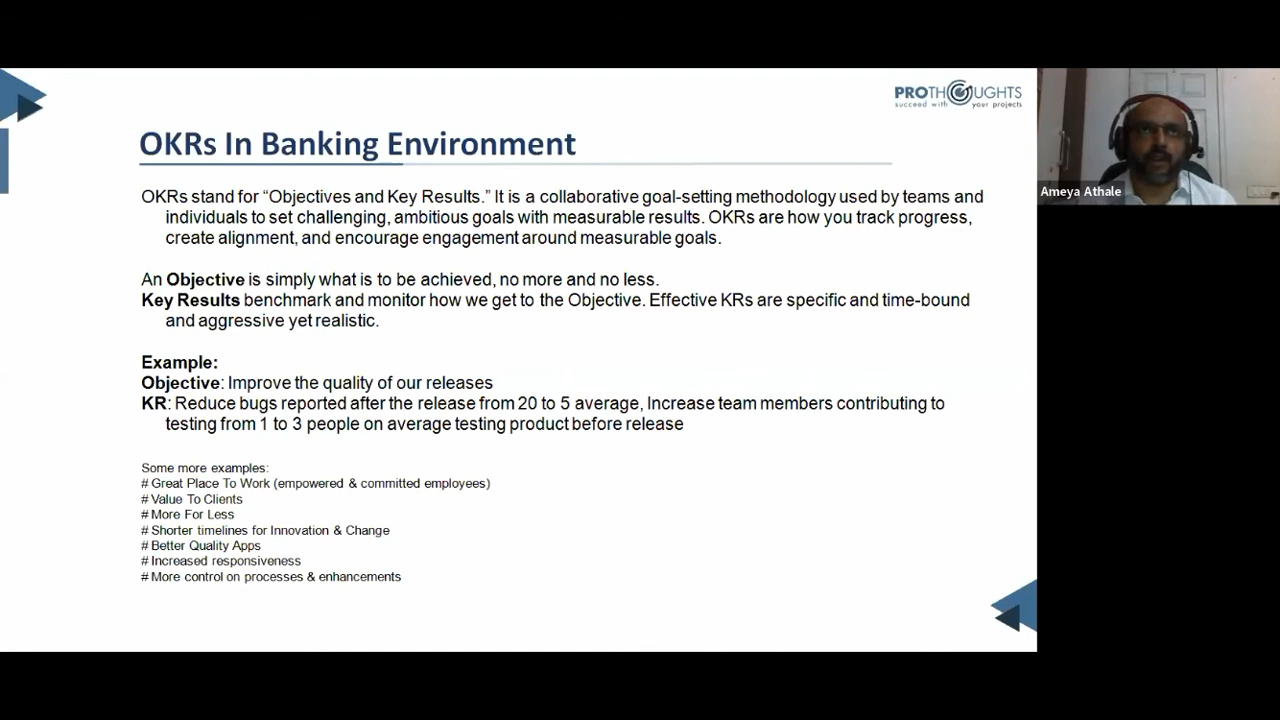 PROTHOUGHTS
succeed with your projects
OKRs In Banking Environment
Ameya Athale
OKRs stand for “Objectives and Key Results.” It is a collaborative goal-setting methodology used by teams and
individuals to set challenging, ambitious goals with measurable results. OKRs are how you track progress,
create alignment, and encourage engagement around measurable goals.
An Objective is simply what is to be achieved, no more and no less.
Key Results benchmark and monitor how we get to the Objective. Effective KRs are specific and time-bound
and aggressive yet realistic.
Example:
Objective: Improve the quality of our releases
KR: Reduce bugs reported after the release from 20 to 5 average, Increase team members contributing to
testing from 1 to 3 people on average testing product before release
Some more examples:
# Great Place To Work (empowered & committed employees)
# Value To Clients
# More For Less
# Shorter timelines for Innovation & Change
# Better Quality Apps
# Increased responsiveness
# More control on processes & enhancements